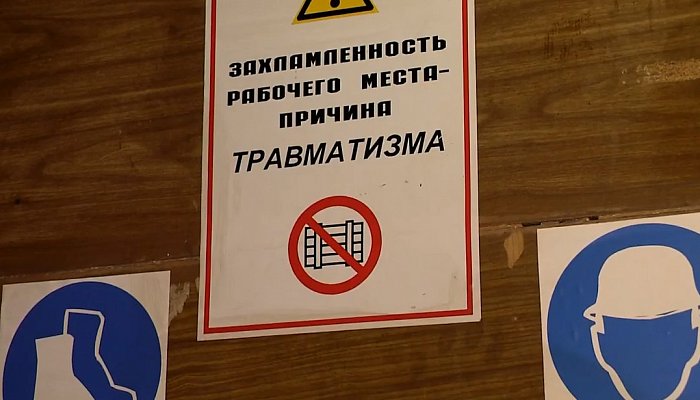 ЗАХЛАМЛЕННОСТЬ
РАБОЧЕГО МЕСТА-
ПРИЧИНА
ТРАВМАТИЗМА